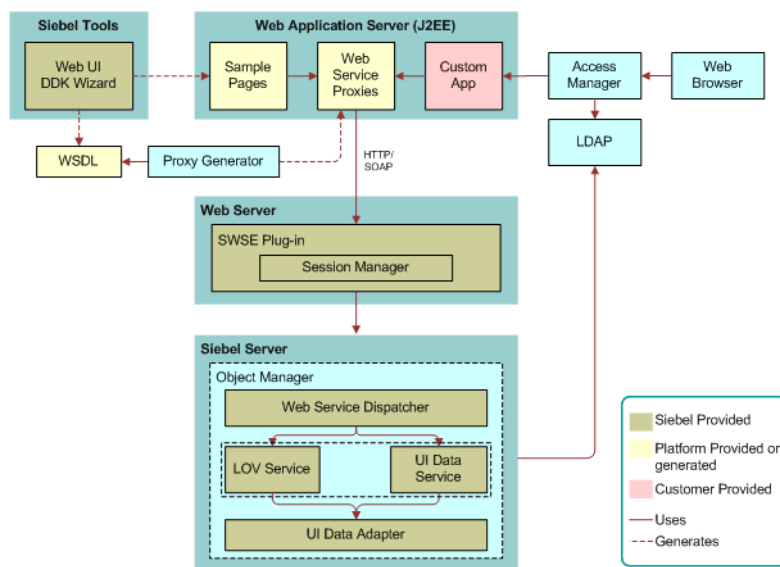 Siebel Tools
Web Application Server (J2EE)
Web UI
DDK Wizard
Sample
Pages
Web
Service
Proxies
Custom
App
Access
Manager
Web
Browser
LDAP
WSDL
Proxy Generator
HTTP/
SOAP
Web Server
SWSE Plug-in
Session Manager
Siebel Server
Object Manager
Web Service Dispatcher
LOV Service
UI Data
Service
UI Data Adapter
Siebel Provided
Platform Provided or
generated
Customer Provided
Uses
Generates